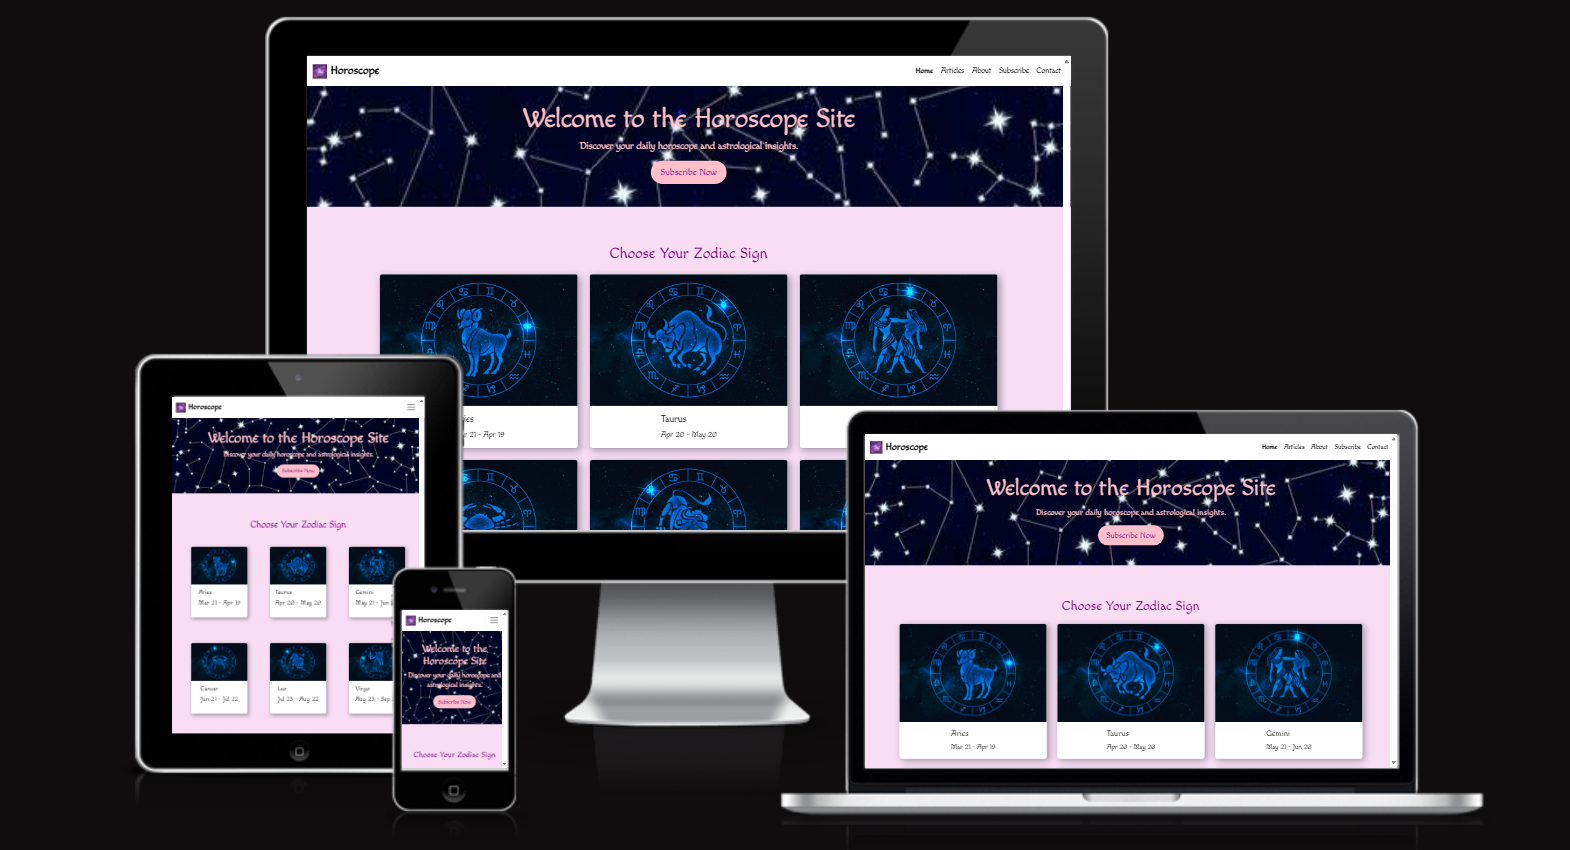 Horoscope
Home Articles About Subscribe Contact
Welcome to the Horoscope Site
Discover your daily horoscope and astrological insights.
Subscribe Now
Choose Your Zodiac Sign
ries
r 21 - Apr 19
Taurus
Apr 20 - May 20
Horoscope
Welcome to the Horoscope Site
Discover your daily horoscope and astrological insights.
Subscribe Now
Choose Your Zodiac Sign
Aries
Mar 21 - Apr 19
Taurus
Apr 20 - May 20
Gemini
May 21 - Jun
Cancer
Jun 21 - Jul 22
Leo
Jul 23 - Aug 22
Virgo
Aug 23 - Sep
Horoscope
Welcome to the
Horoscope Site
Discover your daily horoscope and
astrological insights.
Subscribe Now
Choose Your Zodiac Sign
Horoscope
Home Articles About Subscribe Contact
Welcome to the Horoscope Site
Discover your daily horoscope and astrological insights.
Subscribe Now
Choose Your Zodiac Sign
Aries
Mar 21 - Apr 19
Taurus
Apr 20 - May 20
Gemini
May 21 - Jun 20